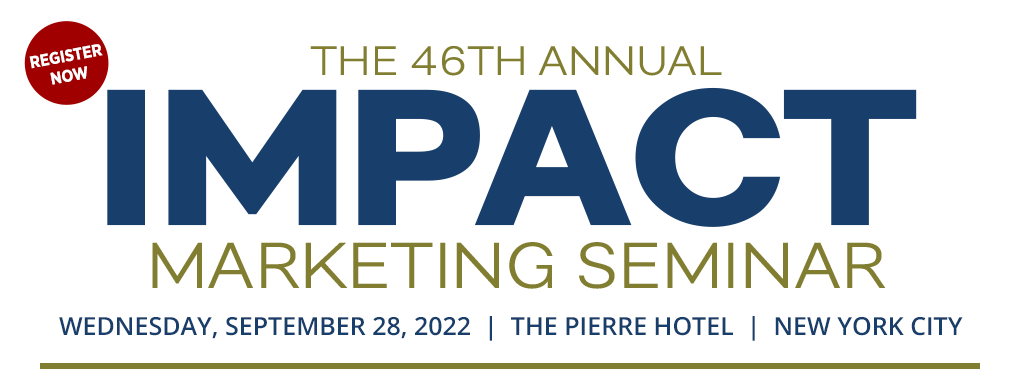 REGISTER
NOW
THE 46TH ANNUAL
IMPACT
MARKETING SEMINAR
WEDNESDAY, SEPTEMBER 28, 2022 | THE PIERRE HOTEL | NEW YORK CITY